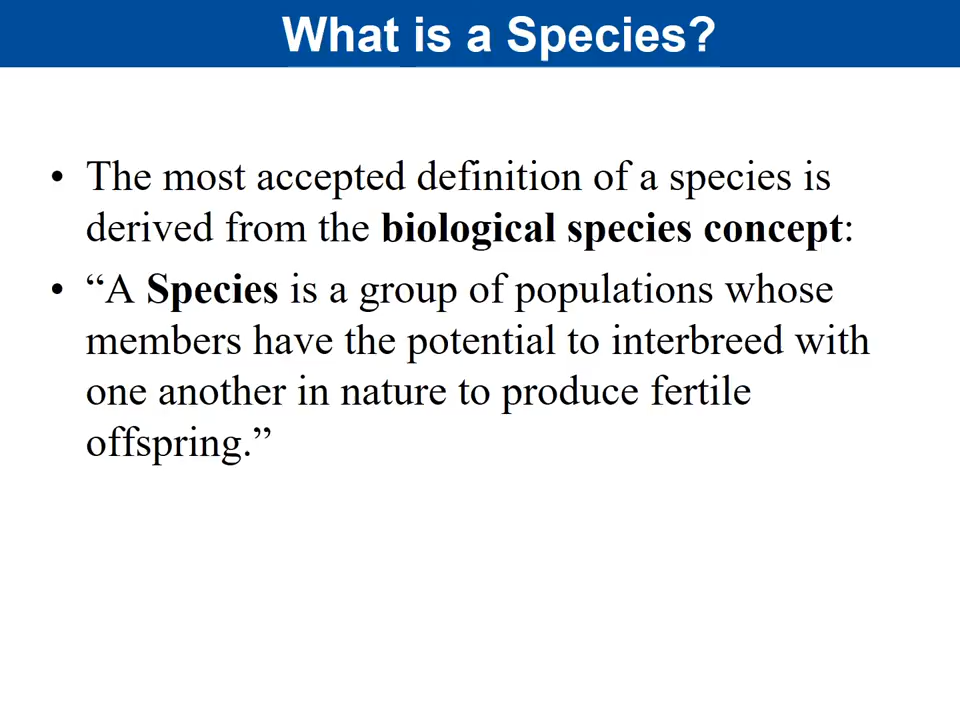 What is a Species?
• The most accepted definition of a species is
derived from the biological species concept:
• “A Species is a group of populations whose
members have the potential to interbreed with
one another in nature to produce fertile
offspring.”